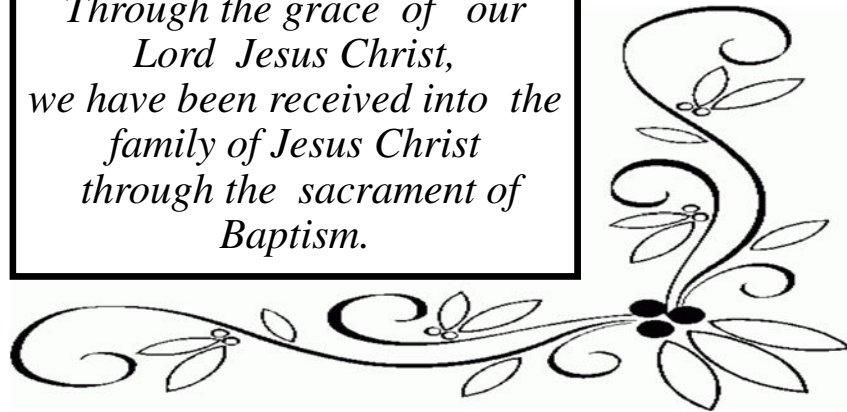 Through the grace of our
Lord Jesus Christ,
we have been received into the
family of Jesus Christ
through the sacrament of
Baptism.